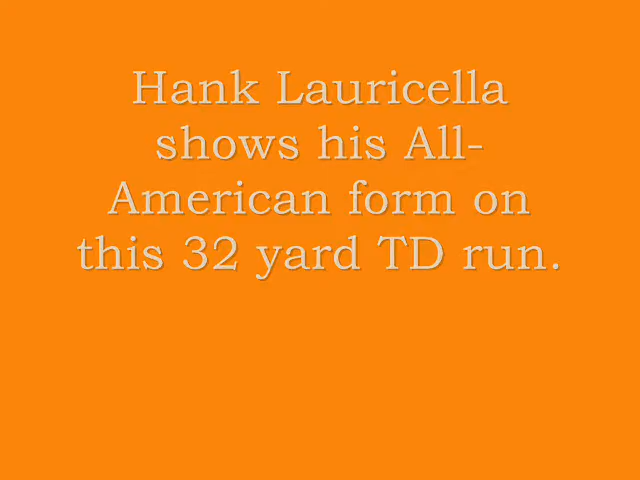 Hank Lauricella
shows his All-
American form on
this 32 yard TD run.